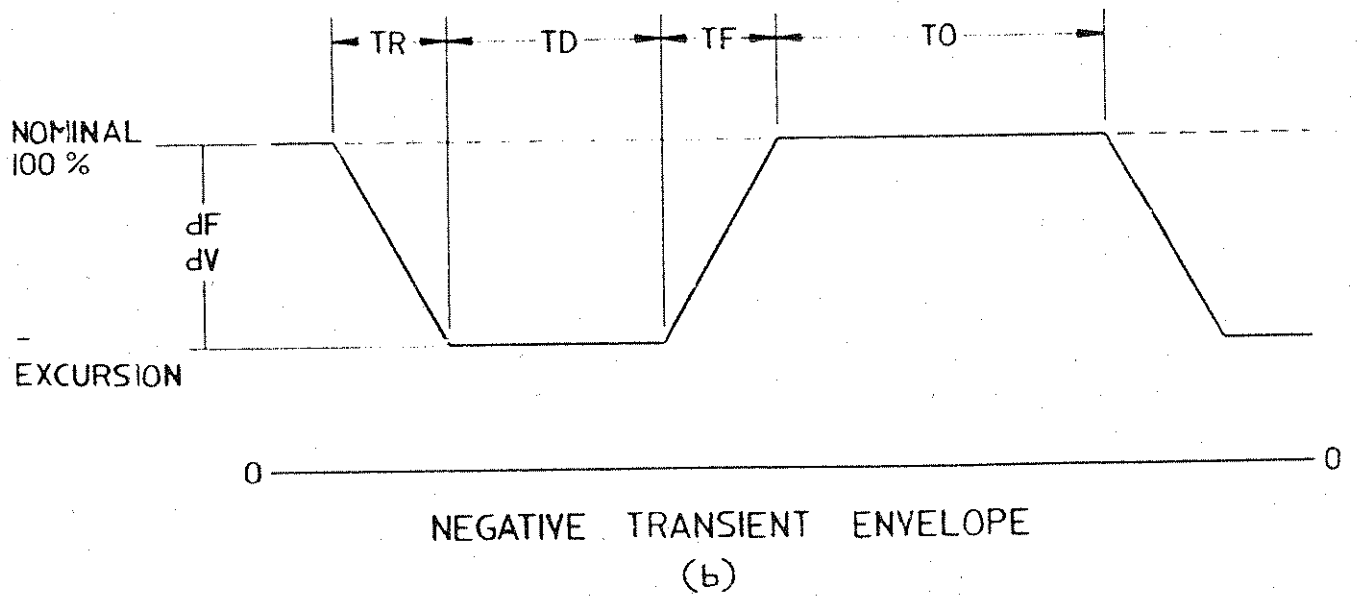 TR TD TF TO
NOMINAL
100 %
dF
dV
-
EXCURSION
0 0
NEGATIVE TRANSIENT ENVELOPE
(b)